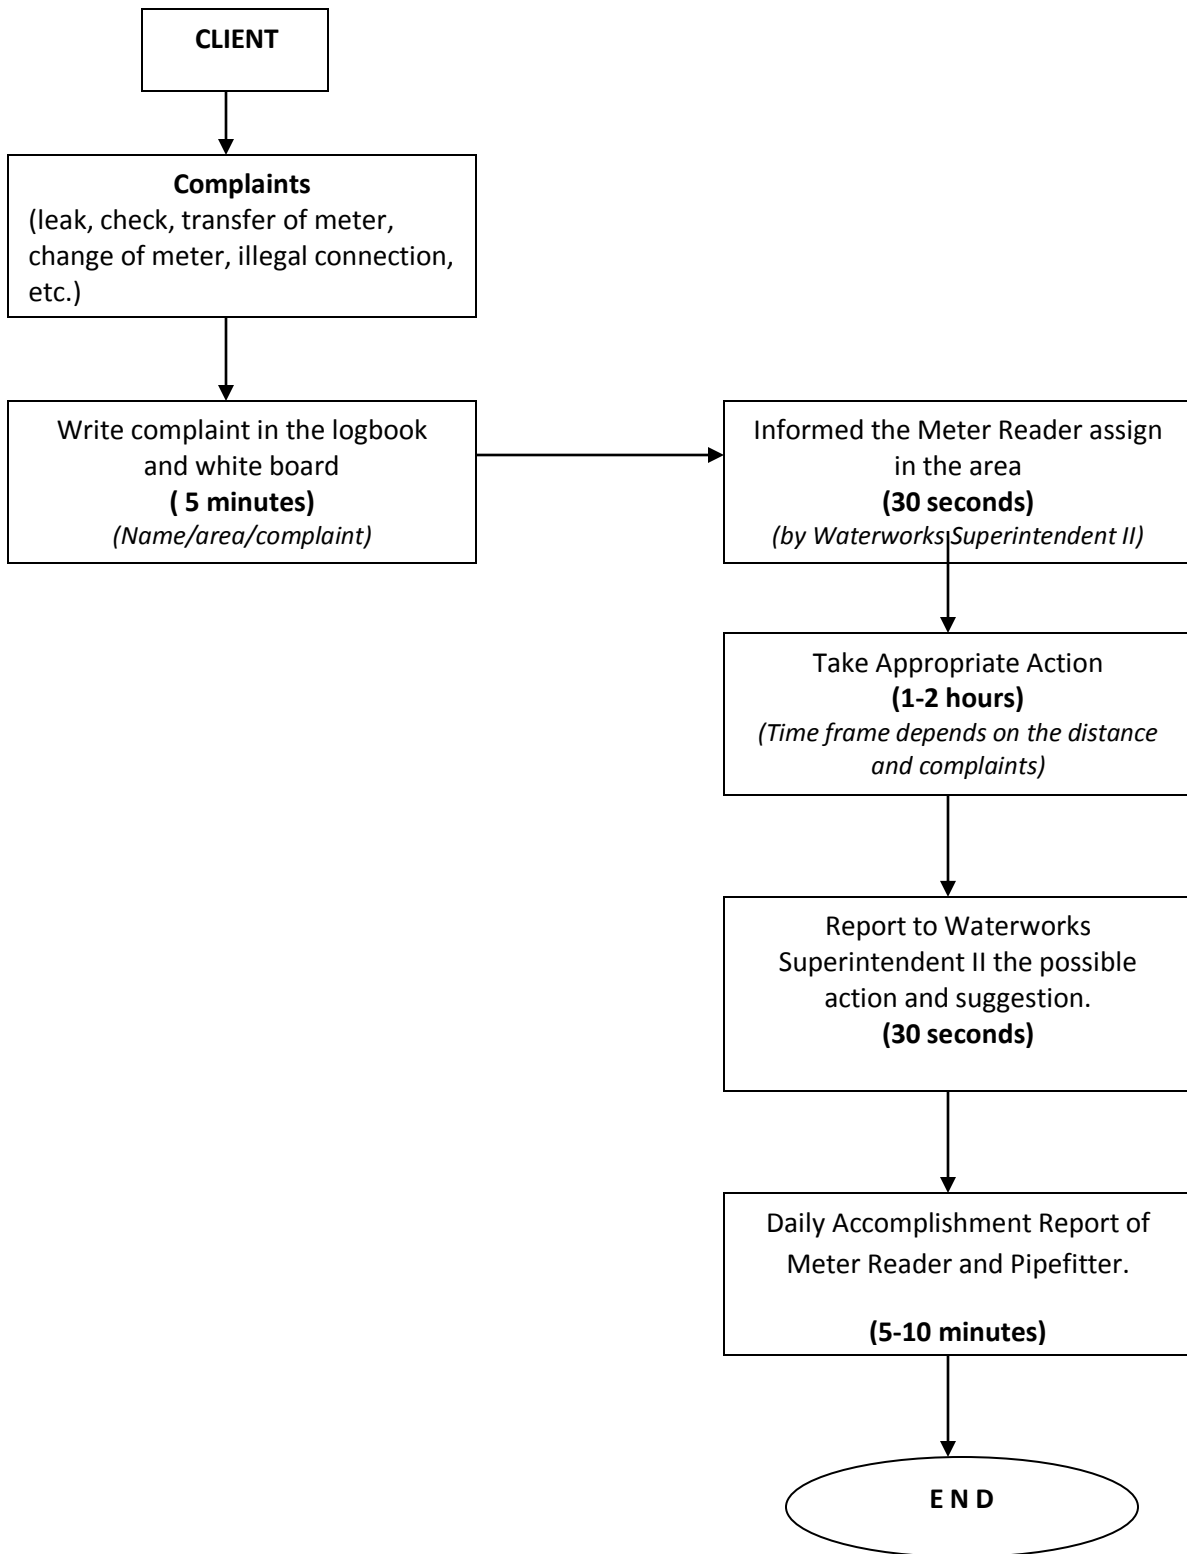 CLIENT
Complaints
(leak, check, transfer of meter,
change of meter, illegal connection,
etc.)
Write complaint in the logbook
and white board
( 5 minutes)
(Name/area/complaint)
Informed the Meter Reader assign
in the area
(30 seconds)
(by Waterworks Superintendent II)
Take Appropriate Action
(1-2 hours)
(Time frame depends on the distance
and complaints)
Report to Waterworks
Superintendent II the possible
action and suggestion.
(30 seconds)
Daily Accomplishment Report of
Meter Reader and Pipefitter.
(5-10 minutes)
E N D